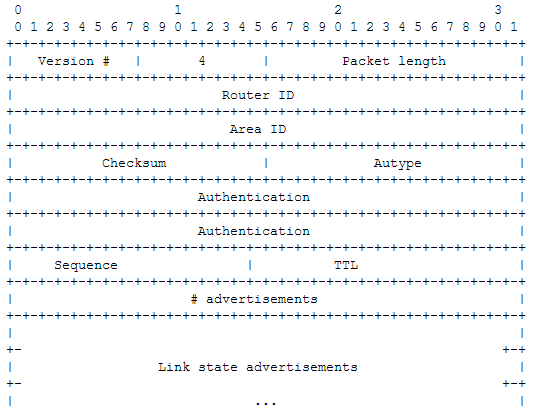 0                   1                   2                   3
0 1 2 3 4 5 6 7 8 9 0 1 2 3 4 5 6 7 8 9 0 1 2 3 4 5 6 7 8 9 0 1
+-+-+-+-+-+-+-+-+-+-+-+-+-+-+-+-+-+-+-+-+-+-+-+-+-+-+-+-+-+-+-+-+
| Version # | 4 | Packet length |
+-+-+-+-+-+-+-+-+-+-+-+-+-+-+-+-+-+-+-+-+-+-+-+-+-+-+-+-+-+-+-+-+
| Router ID |
+-+-+-+-+-+-+-+-+-+-+-+-+-+-+-+-+-+-+-+-+-+-+-+-+-+-+-+-+-+-+-+-+
| Area ID |
+-+-+-+-+-+-+-+-+-+-+-+-+-+-+-+-+-+-+-+-+-+-+-+-+-+-+-+-+-+-+-+-+
| Checksum | Autype |
+-+-+-+-+-+-+-+-+-+-+-+-+-+-+-+-+-+-+-+-+-+-+-+-+-+-+-+-+-+-+-+-+
| Authentication |
+-+-+-+-+-+-+-+-+-+-+-+-+-+-+-+-+-+-+-+-+-+-+-+-+-+-+-+-+-+-+-+-+
| Authentication |
+-+-+-+-+-+-+-+-+-+-+-+-+-+-+-+-+-+-+-+-+-+-+-+-+-+-+-+-+-+-+-+-+
| Sequence | TTL |
+-+-+-+-+-+-+-+-+-+-+-+-+-+-+-+-+-+-+-+-+-+-+-+-+-+-+-+-+-+-+-+-+
| # advertisements |
+-+-+-+-+-+-+-+-+-+-+-+-+-+-+-+-+-+-+-+-+-+-+-+-+-+-+-+-+-+-+-+-+
| |
+- +-+
| Link state advertisements |
+- +-+
| ... |